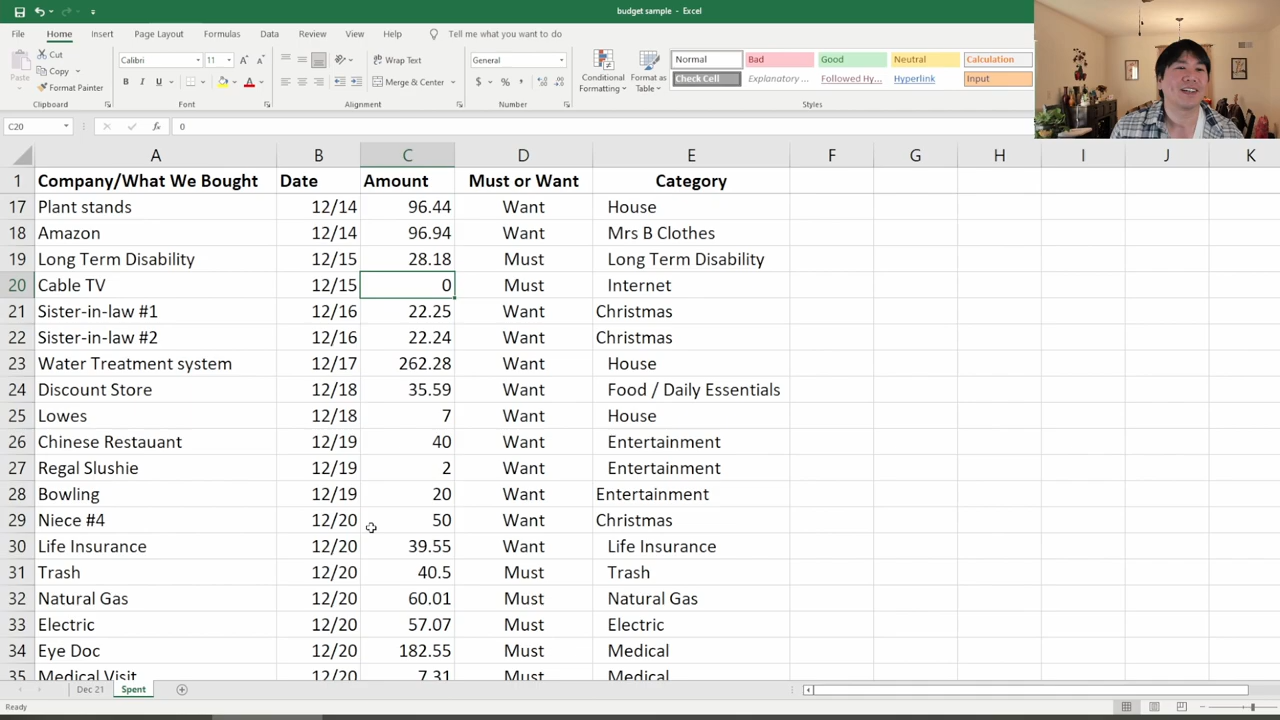 budget sample - Excel
File Home Insert Page Layout Formulas Data Review View Help Tell me what you want to do
Paste
Cut
Copy
Format Painter
Clipboard
Calibri 11
B I U
Font
Wrap Text
Merge & Center
Alignment
General
$ % ,
Number
Conditional Formatting
Format as Table
Normal Bad Good Neutral Calculation
Check Cell Explanatory ... Followed Hy... Hyperlink Input
Styles
C20 fx 0
A B C D E F G H I J K
1 Company/What We Bought Date Amount Must or Want Category
17 Plant stands 12/14 96.44 Want House
18 Amazon 12/14 96.94 Want Mrs B Clothes
19 Long Term Disability 12/15 28.18 Must Long Term Disability
20 Cable TV 12/15 0 Must Internet
21 Sister-in-law #1 12/16 22.25 Want Christmas
22 Sister-in-law #2 12/16 22.24 Want Christmas
23 Water Treatment system 12/17 262.28 Want House
24 Discount Store 12/18 35.59 Want Food / Daily Essentials
25 Lowes 12/18 7 Want House
26 Chinese Restauant 12/19 40 Want Entertainment
27 Regal Slushie 12/19 2 Want Entertainment
28 Bowling 12/19 20 Want Entertainment
29 Niece #4 12/20 50 Want Christmas
30 Life Insurance 12/20 39.55 Want Life Insurance
31 Trash 12/20 40.5 Must Trash
32 Natural Gas 12/20 60.01 Must Natural Gas
33 Electric 12/20 57.07 Must Electric
34 Eye Doc 12/20 182.55 Must Medical
35 Medical Visit 12/20 7.31 Must Medical
Dec 21 Spent
Ready